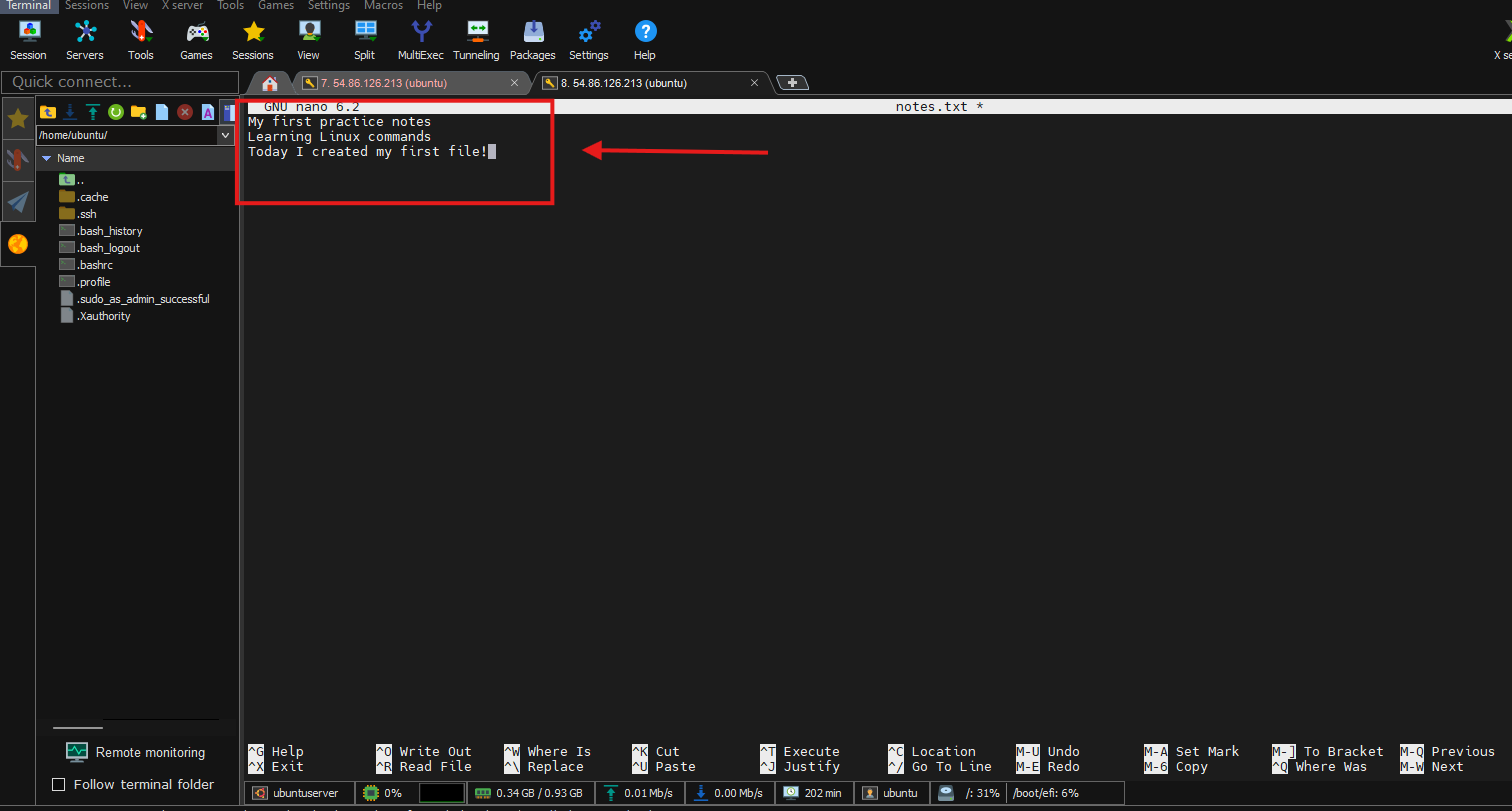 Terminal Sessions View X server Tools Games Settings Macros Help
Session Servers Tools Games Sessions View Split MultiExec Tunneling Packages Settings Help
Quick connect...
7. 54.86.126.213 (ubuntu)
8. 54.86.126.213 (ubuntu)
/home/ubuntu/
Name
..
.cache
.ssh
.bash_history
.bash_logout
.bashrc
.profile
.sudo_as_admin_successful
.Xauthority
GNU nano 6.2 notes.txt *
My first practice notes
Learning Linux commands
Today I created my first file!
Remote monitoring
Follow terminal folder
^G Help ^O Write Out ^W Where Is ^K Cut ^T Execute ^C Location M-U Undo M-A Set Mark M-] To Bracket M-Q Previous
^X Exit ^R Read File ^\ Replace ^U Paste ^J Justify ^/ Go To Line M-E Redo M-6 Copy ^Q Where Was M-W Next
ubuntuserver 0% 0.34 GB / 0.93 GB 0.01 Mb/s 0.00 Mb/s 202 min ubuntu /: 31% /boot/efi: 6%